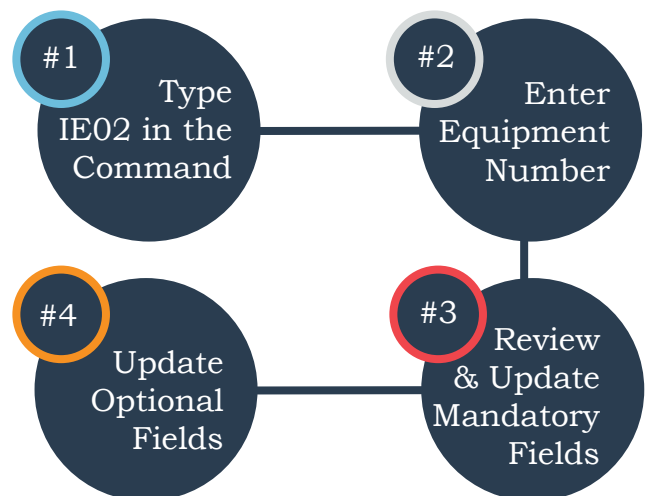 #1
Type
IE02 in the
Command
#2
Enter
Equipment
Number
#3
Review
& Update
Mandatory
Fields
#4
Update
Optional
Fields